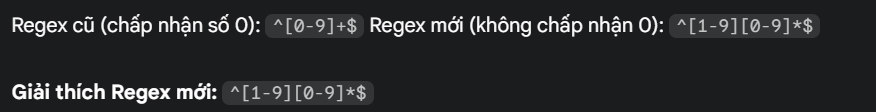 Regex cũ (chấp nhận số 0): ^[0-9]+$ Regex mới (không chấp nhận 0): ^[1-9][0-9]*$
Giải thích Regex mới: ^[1-9][0-9]*$